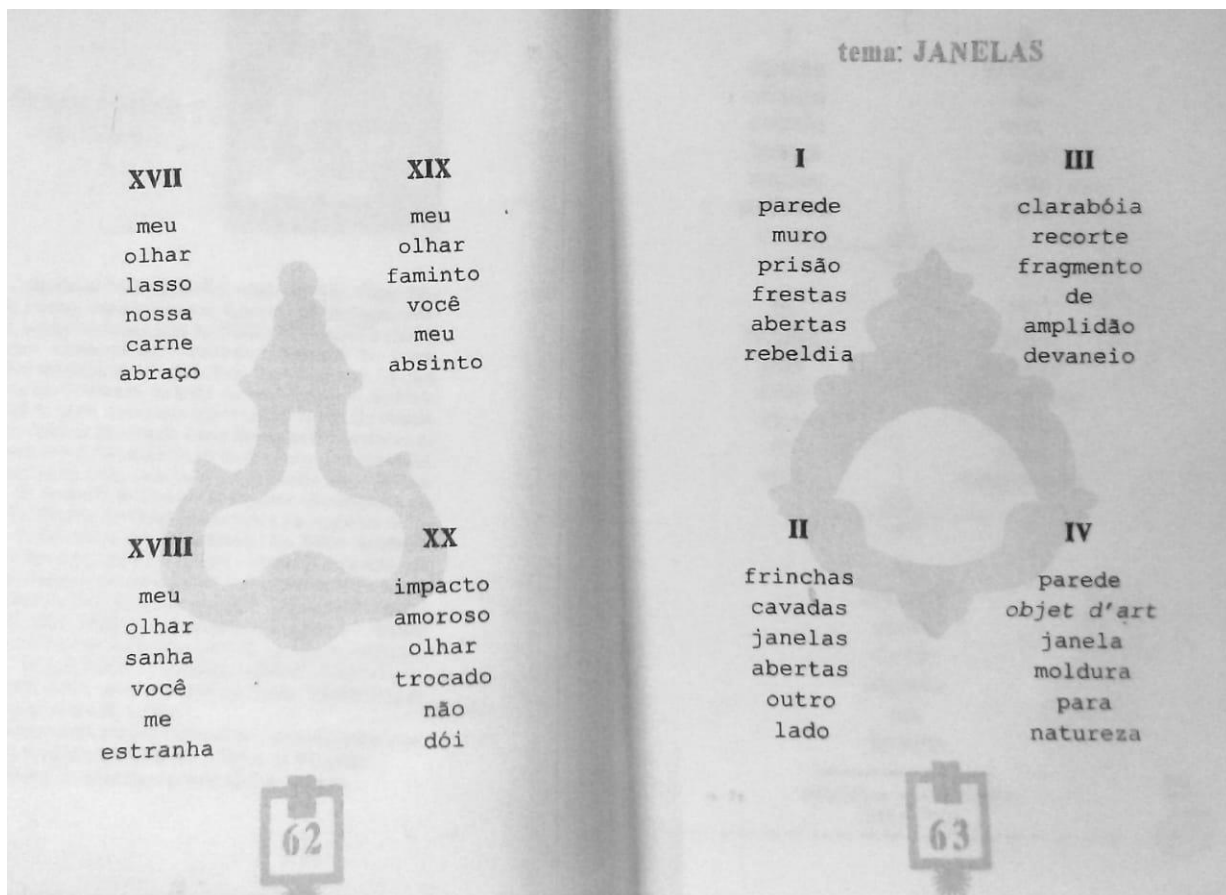 XVII
meu
olhar
lasso
nossa
carne
abraço
XVIII
meu
olhar
sanha
você
me
estranha
XIX
meu
olhar
faminto
você
meu
absinto
XX
impacto
amoroso
olhar
trocado
não
dói
62
tema: JANELAS
I
parede
muro
prisão
frestas
abertas
rebeldia
II
frinchas
cavadas
janelas
abertas
outro
lado
III
clarabóia
recorte
fragmento
de
amplidão
devaneio
IV
parede
objet d'art
janela
moldura
para
natureza
63